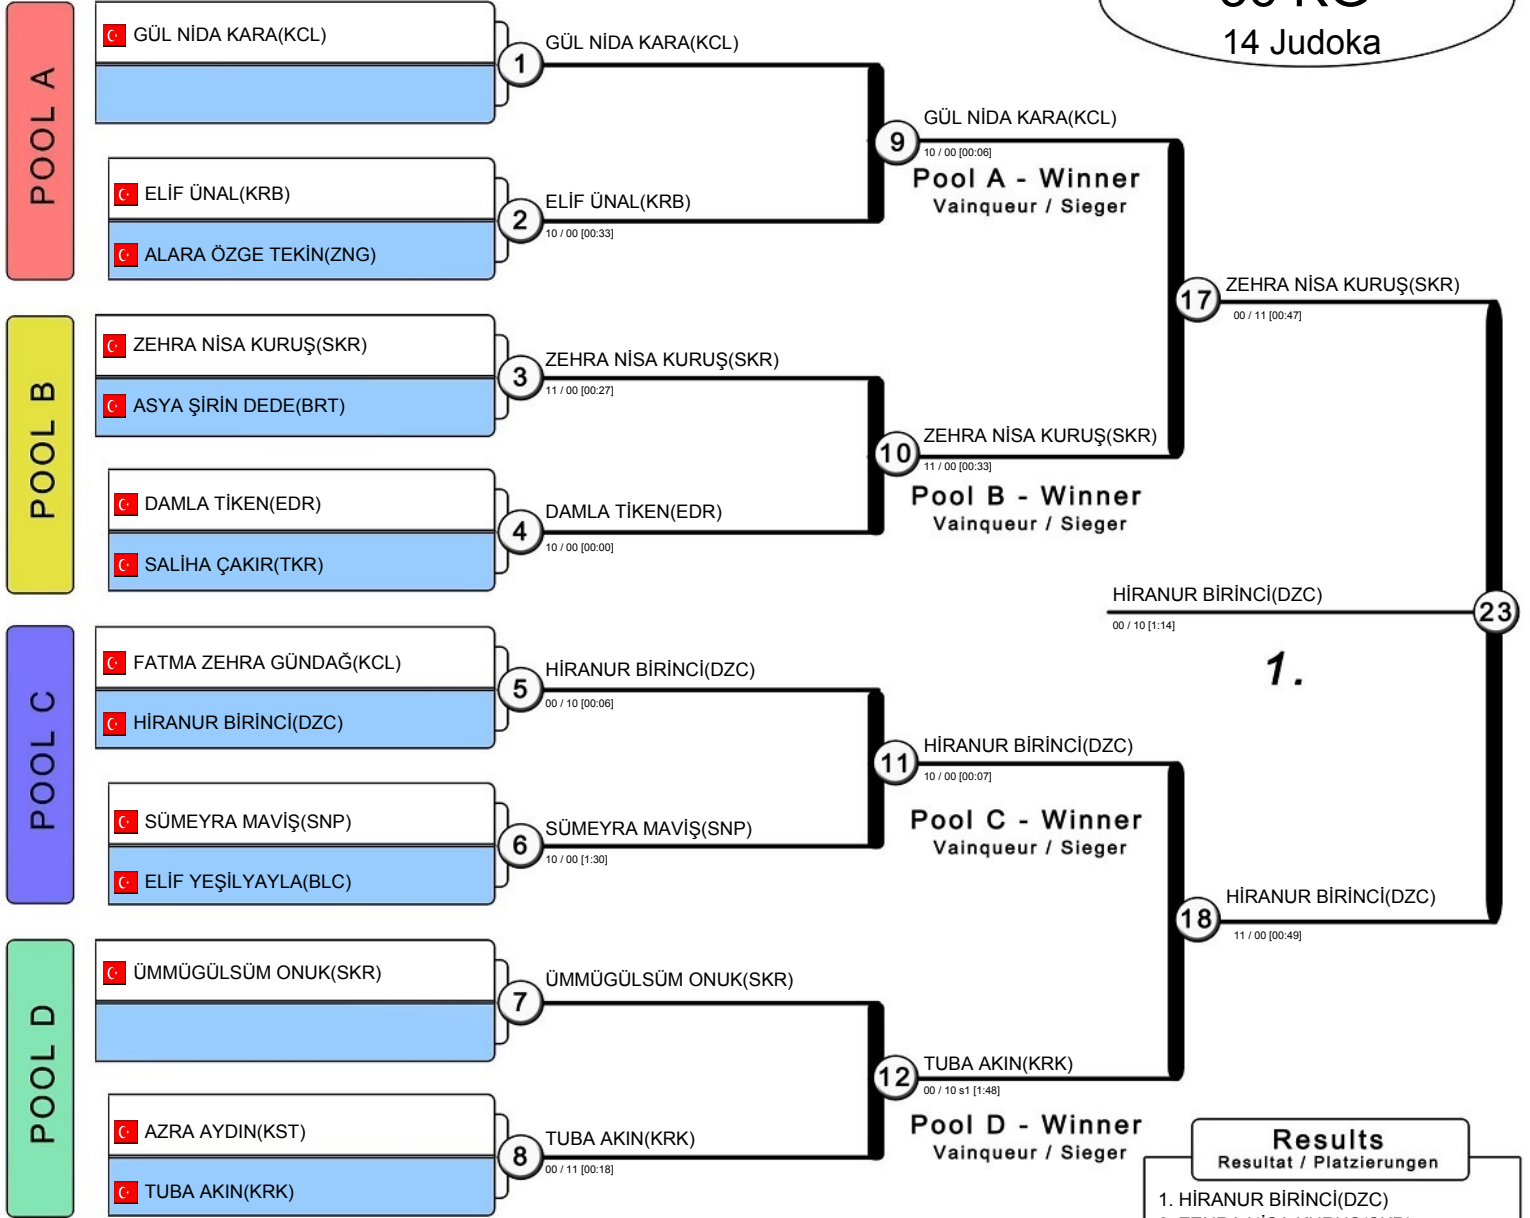 KG
14 Judoka
POOL A
GÜL NİDA KARA(KCL)
1
GÜL NİDA KARA(KCL)
ELİF ÜNAL(KRB)
ALARA ÖZGE TEKİN(ZNG)
2
ELİF ÜNAL(KRB)
10 / 00 [00:33]
9
GÜL NİDA KARA(KCL)
10 / 00 [00:06]
Pool A - Winner
Vainqueur / Sieger
POOL B
ZEHRA NİSA KURUŞ(SKR)
ASYA ŞİRİN DEDE(BRT)
3
ZEHRA NİSA KURUŞ(SKR)
11 / 00 [00:27]
DAMLA TİKEN(EDR)
SALİHA ÇAKIR(TKR)
4
DAMLA TİKEN(EDR)
10 / 00 [00:00]
10
ZEHRA NİSA KURUŞ(SKR)
11 / 00 [00:33]
Pool B - Winner
Vainqueur / Sieger
17
ZEHRA NİSA KURUŞ(SKR)
00 / 11 [00:47]
POOL C
FATMA ZEHRA GÜNDAĞ(KCL)
HİRANUR BİRİNCİ(DZC)
5
HİRANUR BİRİNCİ(DZC)
00 / 10 [00:06]
SÜMEYRA MAVİŞ(SNP)
ELİF YEŞİLYAYLA(BLC)
6
SÜMEYRA MAVİŞ(SNP)
10 / 00 [1:30]
11
HİRANUR BİRİNCİ(DZC)
10 / 00 [00:07]
Pool C - Winner
Vainqueur / Sieger
POOL D
ÜMMÜGÜLSÜM ONUK(SKR)
7
ÜMMÜGÜLSÜM ONUK(SKR)
AZRA AYDIN(KST)
TUBA AKIN(KRK)
8
TUBA AKIN(KRK)
00 / 11 [00:18]
12
TUBA AKIN(KRK)
00 / 10 s1 [1:48]
Pool D - Winner
Vainqueur / Sieger
18
HİRANUR BİRİNCİ(DZC)
11 / 00 [00:49]
HİRANUR BİRİNCİ(DZC)
23
00 / 10 [1:14]
1.
Results
Resultat / Platzierungen
1. HİRANUR BİRİNCİ(DZC)